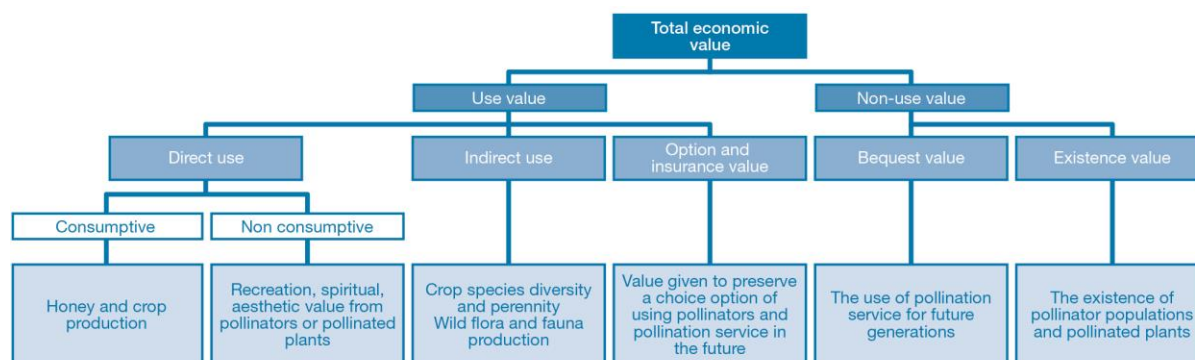 Total economic
value
Use value
Non-use value
Direct use
Indirect use
Option and
insurance value
Bequest value
Existence value
Consumptive
Non consumptive
Honey and crop
production
Recreation, spiritual,
aesthetic value from
pollinators or pollinated
plants
Crop species diversity
and perennity
Wild flora and fauna
production
Value given to preserve
a choice option of
using pollinators and
pollination service in
the future
The use of pollination
service for future
generations
The existence of
pollinator populations
and pollinated plants